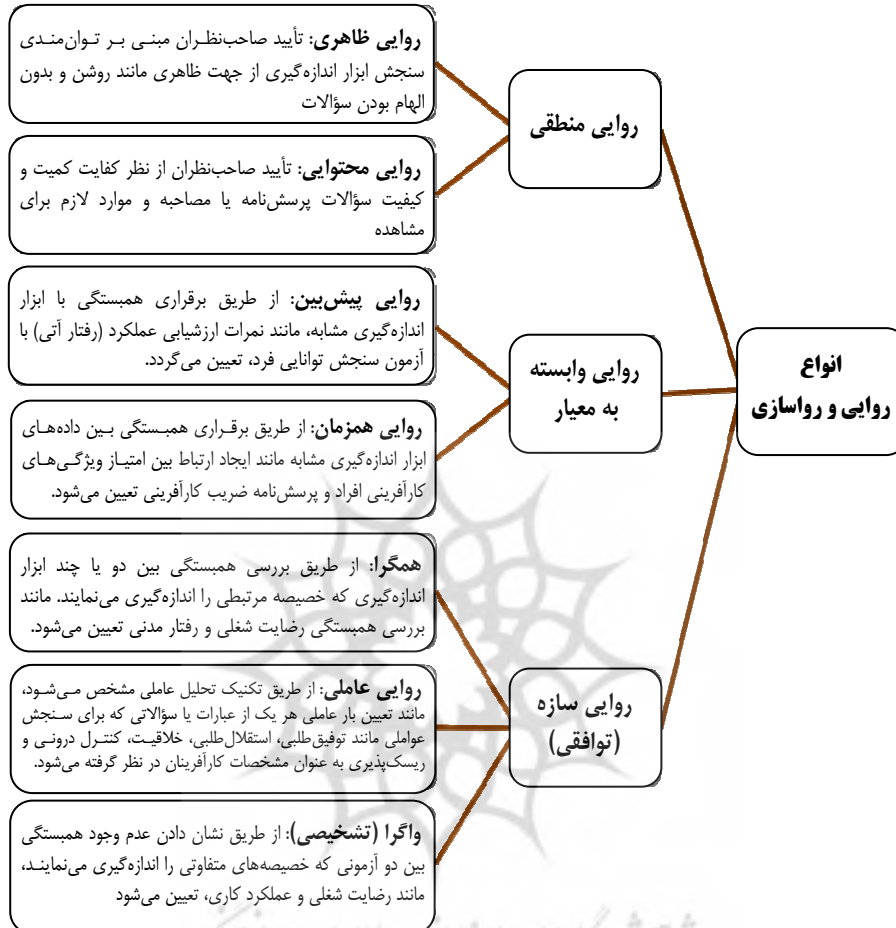 انواع
روایی و رواسازی
روایی منطقی
روایی ظاهری: تأیید صاحب‌نظران مبنی بر توان‌مندی
سنجش ابزار اندازه‌گیری از جهت ظاهری مانند روشن و بدون
الهام بودن سؤالات
روایی محتوایی: تأیید صاحب‌نظران از نظر کفایت کمیت و
کیفیت سؤالات پرسش‌نامه یا مصاحبه و موارد لازم برای
مشاهده
روایی وابسته
به معیار
روایی پیش‌بین: از طریق برقراری همبستگی با ابزار
اندازه‌گیری مشابه، مانند نمرات ارزشیابی عملکرد (رفتار آتی) با
آزمون سنجش توانایی فرد، تعیین می‌گردد.
روایی همزمان: از طریق برقراری همبستگی بین داده‌های
ابزار اندازه‌گیری مشابه مانند ایجاد ارتباط بین امتیاز ویژگی‌های
کارآفرینی افراد و پرسش‌نامه ضریب کارآفرینی تعیین می‌شود.
روایی سازه
(توافقی)
همگرا: از طریق بررسی همبستگی بین دو یا چند ابزار
اندازه‌گیری که خصیصه مرتبطی را اندازه‌گیری می‌نمایند. مانند
بررسی همبستگی رضایت شغلی و رفتار مدنی تعیین می‌شود.
روایی عاملی: از طریق تکنیک تحلیل عاملی مشخص می‌شود،
مانند تعیین بار عاملی هر یک از عبارات یا سؤالاتی که برای سنجش
عواملی مانند توفیق‌طلبی، استقلال‌طلبی، خلاقیت، کنترل درونی و
ریسک‌پذیری به عنوان مشخصات کارآفرینان در نظر گرفته می‌شود.
واگرا (تشخیصی): از طریق نشان دادن عدم وجود همبستگی
بین دو آزمونی که خصیصه‌های متفاوتی را اندازه‌گیری می‌نمایند،
مانند رضایت شغلی و عملکرد کاری، تعیین می‌شود